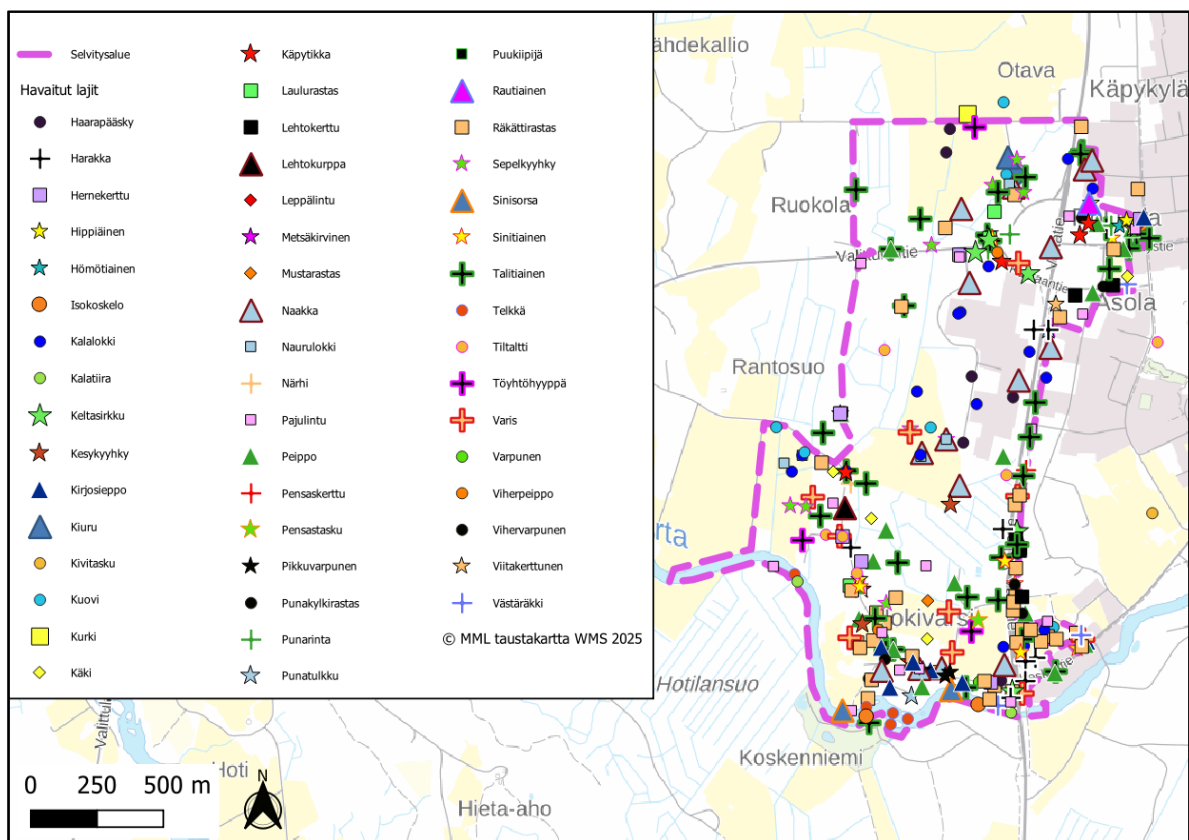 Selvitysalue
Havaitut lajit
Haarapääsky
Harakka
Hernekerttu
Hippiäinen
Hömötiainen
Isokoskelo
Kalalokki
Kalatiira
Keltasirkku
Kesykyyhky
Kirjosieppo
Kiuru
Kivitasku
Kuovi
Kurki
Käki
Käpytikka
Laulurastas
Lehtokerttu
Lehtokurppa
Leppälintu
Metsäkirvinen
Mustarastas
Naakka
Naurulokki
Närhi
Pajulintu
Peippo
Pensaskerttu
Pensastasku
Pikkuvarpunen
Punakylkirastas
Punarinta
Punatulkku
Puukiipijä
Rautiainen
Räkättirastas
Sepelkyyhky
Sinisorsa
Sinitiainen
Talitiainen
Telkkä
Tiltaltti
Töyhtöhyyppä
Varis
Varpunen
Viherpeippo
Vihervarpunen
Viitakerttunen
Västäräkki
© MML taustakartta WMS 2025
ähdekallio
Otava
Käpykylä
Ruokola
Asola
Rantosuo
rta
Hotilansuo
Koskenniemi
Hoti
Hieta-aho
0 250 500 m
N